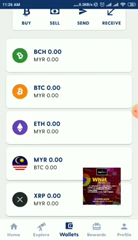 11:26 AM
BUY SELL SEND RECEIVE
BCH 0.00
MYR 0.00
BTC 0.00
MYR 0.00
ETH 0.00
MYR 0.00
MYR 0.00
MYR 0.00
XRP 0.00
MYR 0.00
Home Explore Wallets Rewards Profile